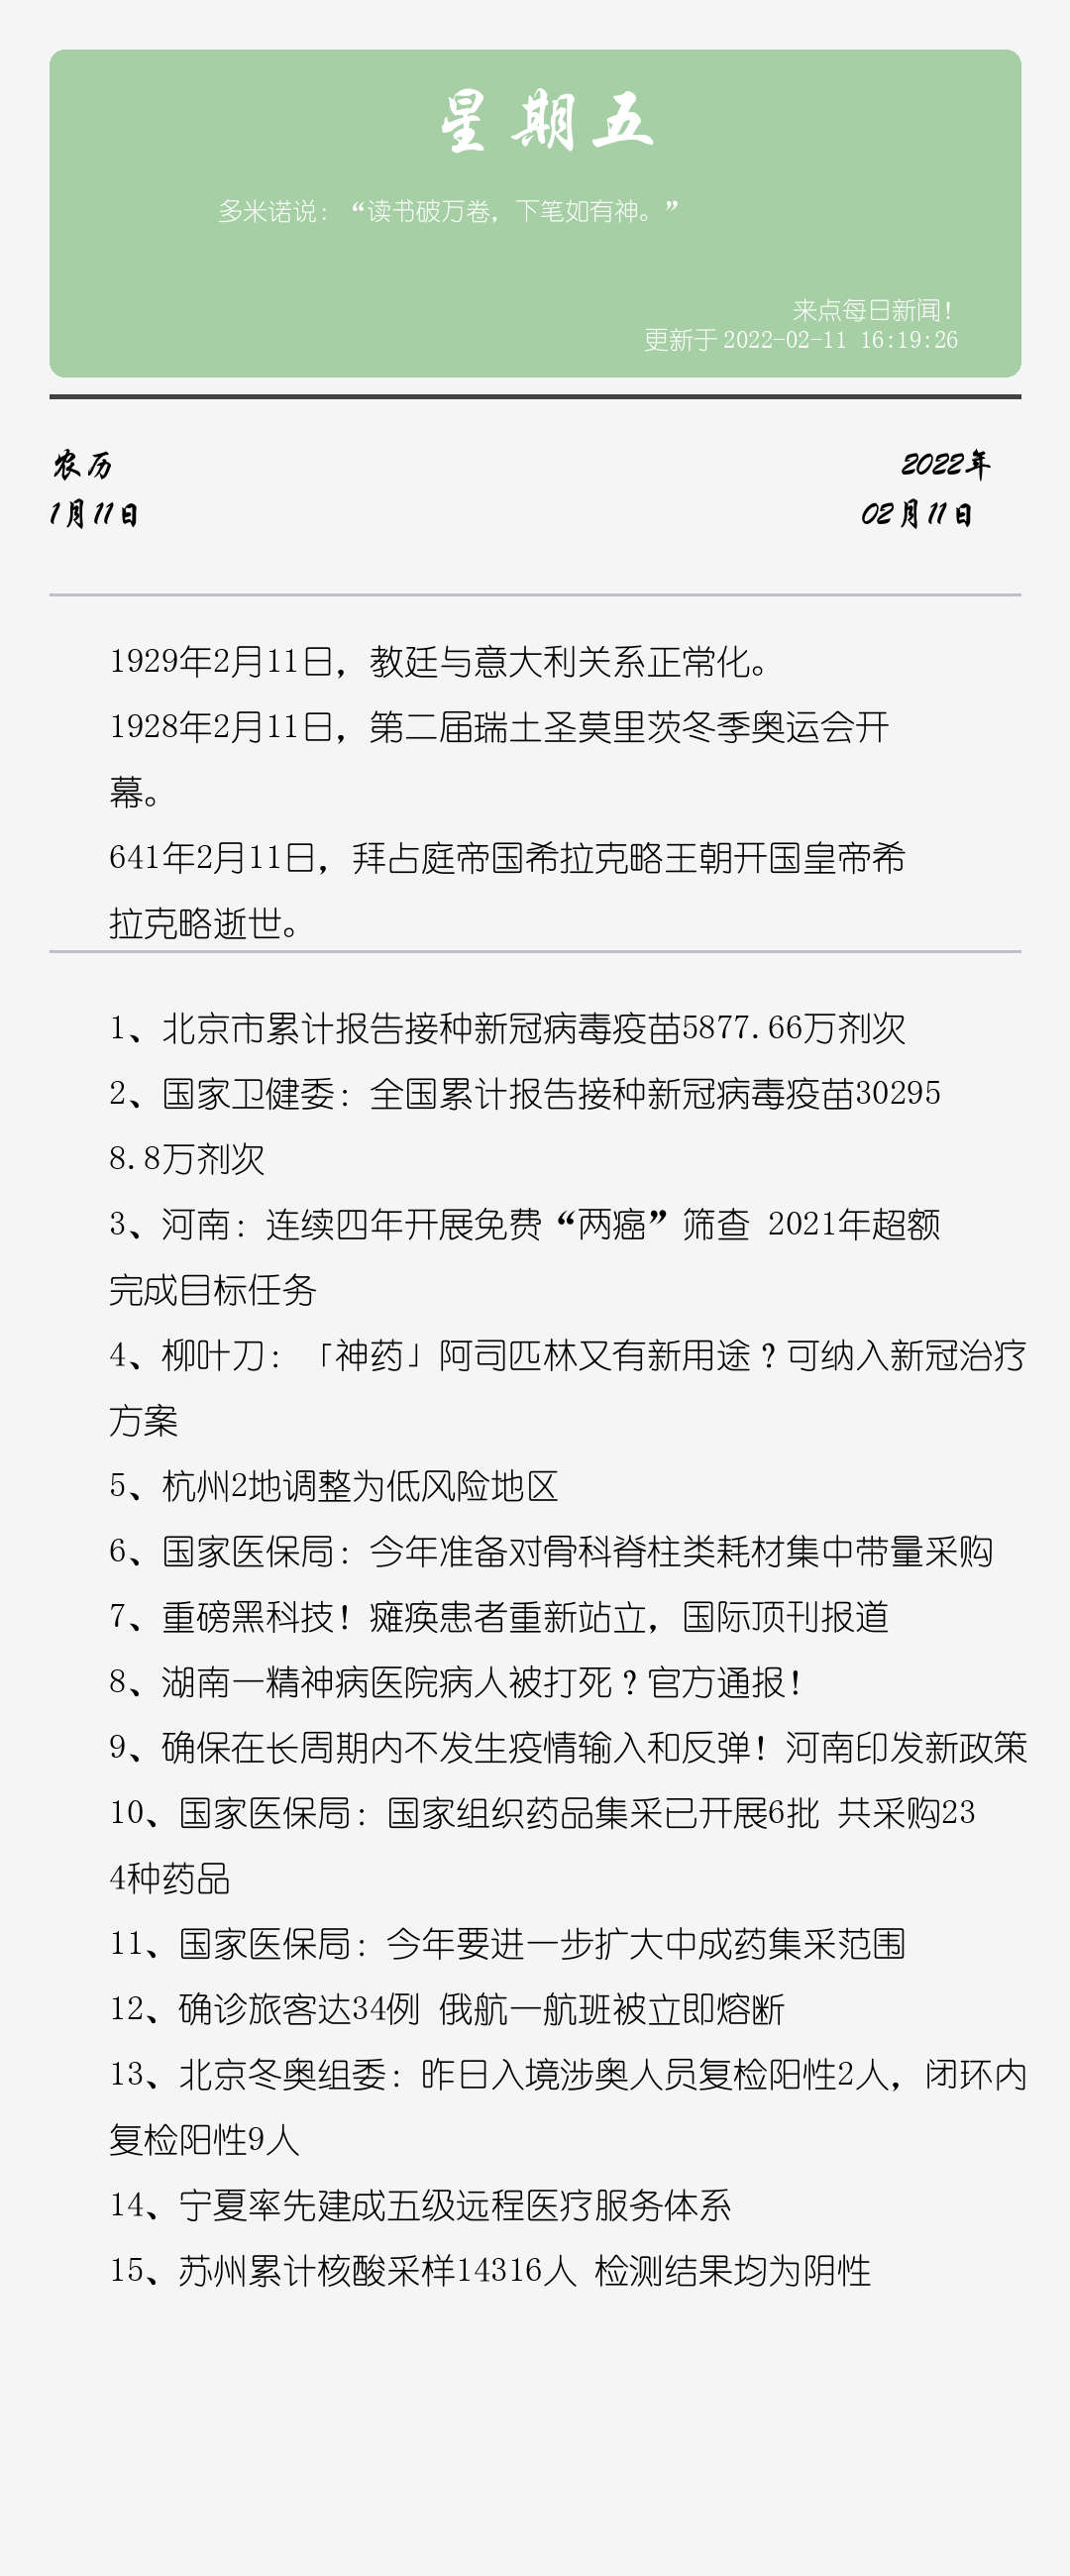 星期五
多米诺说：“读书破万卷，下笔如有神。”
来点每日新闻！
更新于 2022-02-11 16:19:26
农历
2022年
1月11日
02月11日
1929年2月11日，教廷与意大利关系正常化。
1928年2月11日，第二届瑞士圣莫里茨冬季奥运会开
幕。
641年2月11日，拜占庭帝国希拉克略王朝开国皇帝希
拉克略逝世。
1、北京市累计报告接种新冠病毒疫苗5877.66万剂次
2、国家卫健委：全国累计报告接种新冠病毒疫苗30295
8.8万剂次
3、河南：连续四年开展免费“两癌”筛查 2021年超额
完成目标任务
4、柳叶刀：「神药」阿司匹林又有新用途？可纳入新冠治疗
方案
5、杭州2地调整为低风险地区
6、国家医保局：今年准备对骨科脊柱类耗材集中带量采购
7、重磅黑科技！瘫痪患者重新站立，国际顶刊报道
8、湖南一精神病医院病人被打死？官方通报！
9、确保在长周期内不发生疫情输入和反弹！河南印发新政策
10、国家医保局：国家组织药品集采已开展6批 共采购23
4种药品
11、国家医保局：今年要进一步扩大中成药集采范围
12、确诊旅客达34例 俄航一航班被立即熔断
13、北京冬奥组委：昨日入境涉奥人员复检阳性2人，闭环内
复检阳性9人
14、宁夏率先建成五级远程医疗服务体系
15、苏州累计核酸采样14316人 检测结果均为阴性